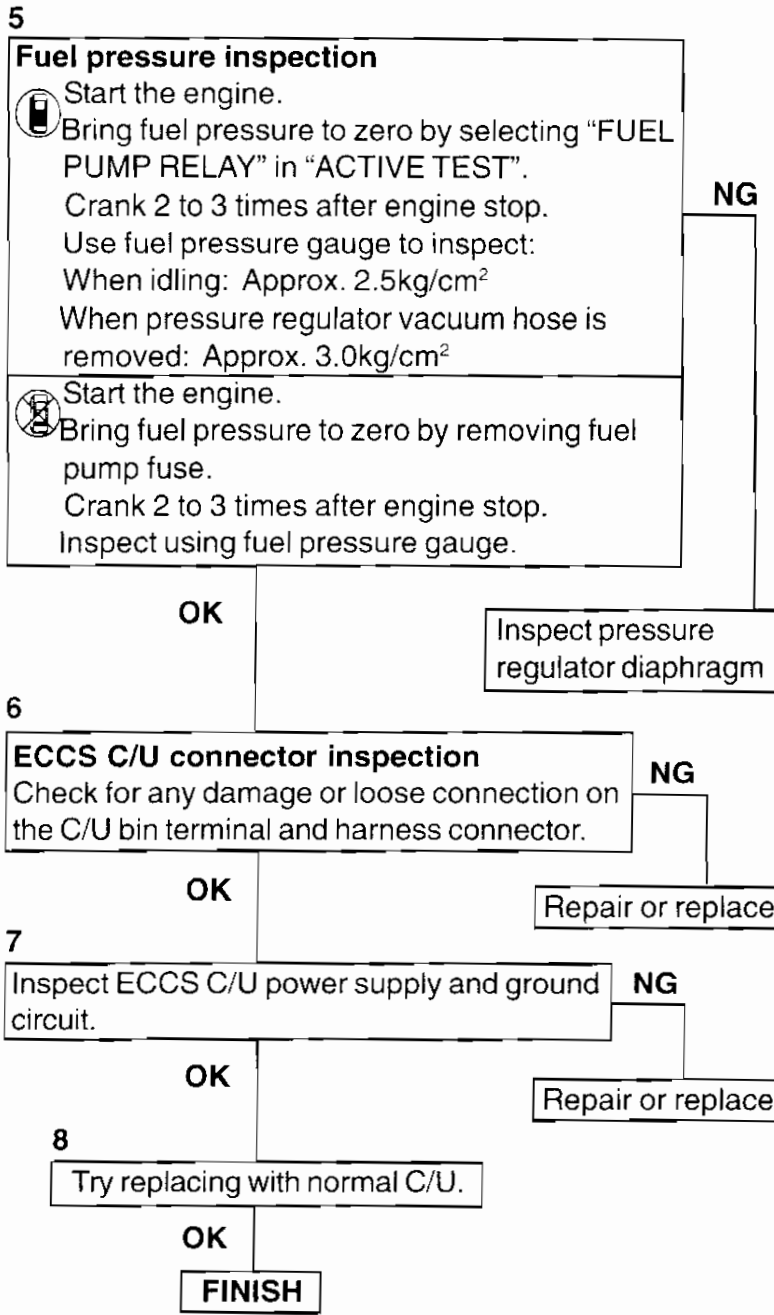 5
Fuel pressure inspection
Start the engine.
Bring fuel pressure to zero by selecting “FUEL
PUMP RELAY” in “ACTIVE TEST”.
Crank 2 to 3 times after engine stop.
Use fuel pressure gauge to inspect:
When idling: Approx. 2.5kg/cm²
When pressure regulator vacuum hose is
removed: Approx. 3.0kg/cm²
NG
Start the engine.
Bring fuel pressure to zero by removing fuel
pump fuse.
Crank 2 to 3 times after engine stop.
Inspect using fuel pressure gauge.
OK
Inspect pressure
regulator diaphragm
6
ECCS C/U connector inspection
Check for any damage or loose connection on
the C/U bin terminal and harness connector.
NG
OK
Repair or replace
7
Inspect ECCS C/U power supply and ground
circuit.
NG
OK
Repair or replace
8
Try replacing with normal C/U.
OK
FINISH